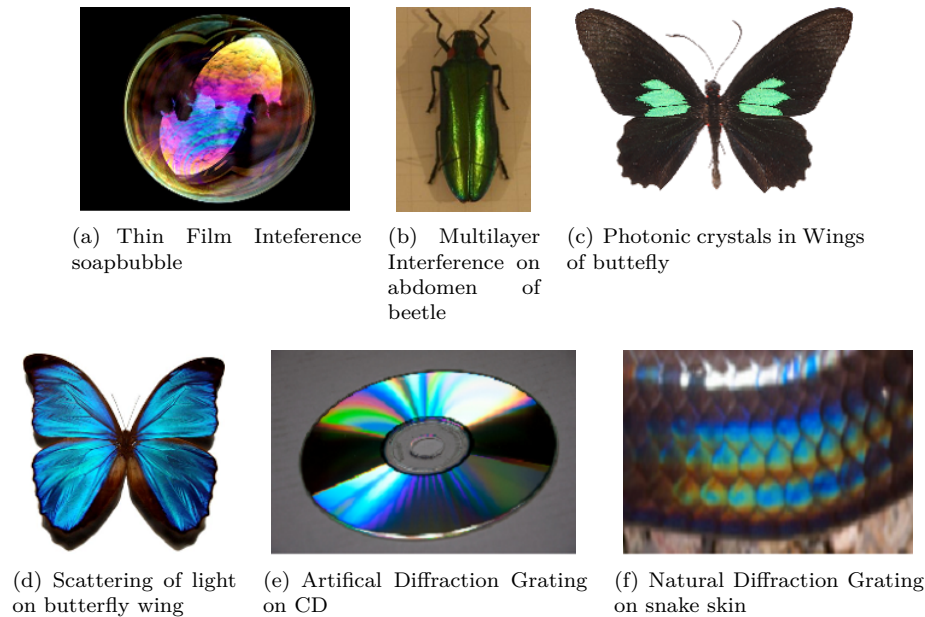 (a) Thin Film Inteference
soapbubble
(b) Multilayer
Interference on
abdomen of
beetle
(c) Photonic crystals in Wings
of buttefly
(d) Scattering of light
on butterfly wing
(e) Artifical Diffraction Grating
on CD
(f) Natural Diffraction Grating
on snake skin